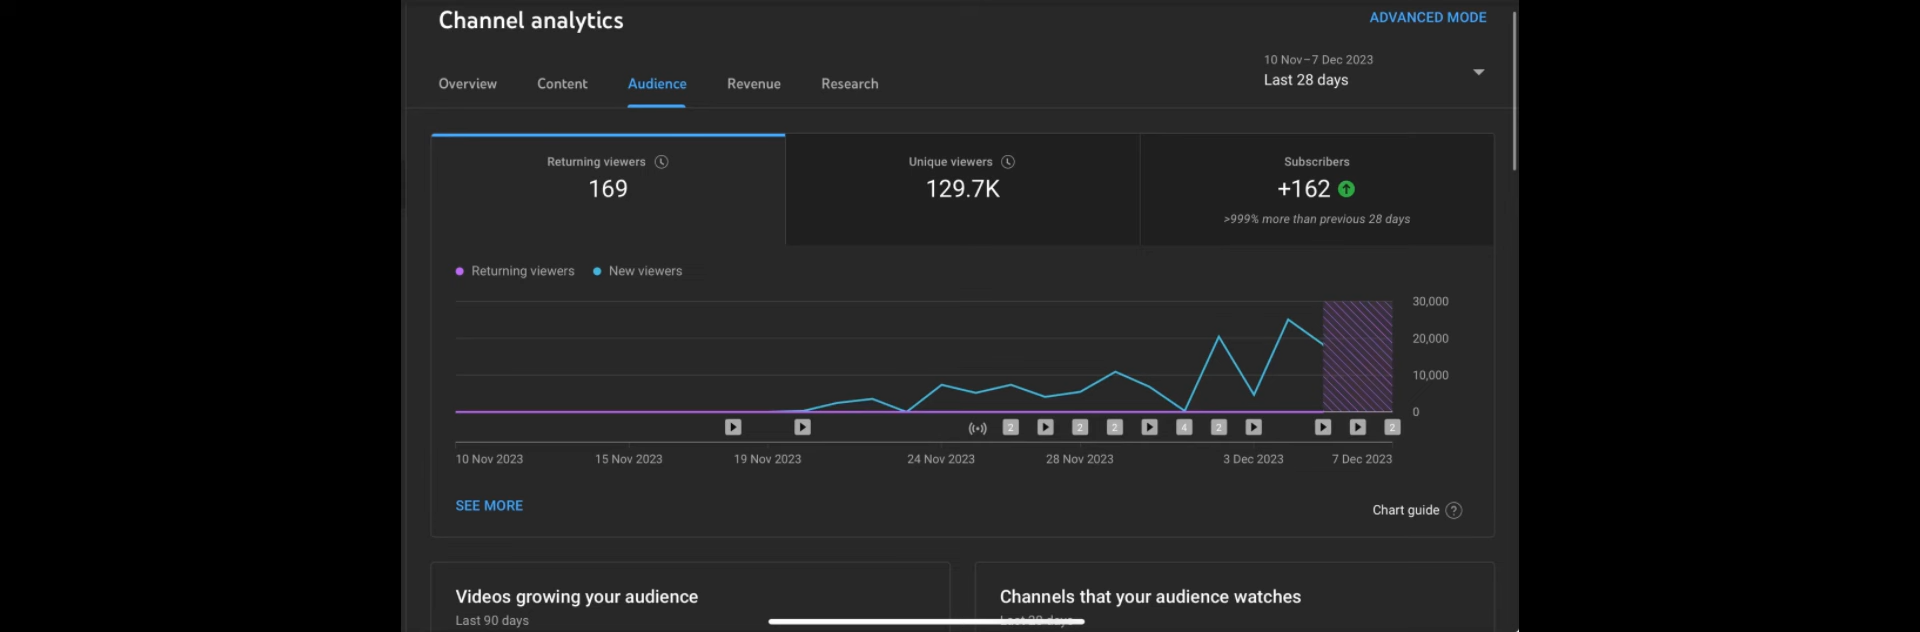 Channel analytics
ADVANCED MODE
10 Nov–7 Dec 2023
Last 28 days
Overview
Content
Audience
Revenue
Research
Returning viewers
169
Unique viewers
129.7K
Subscribers
+162
>999% more than previous 28 days
Returning viewers
New viewers
30,000
20,000
10,000
0
2
2
2
4
2
2
10 Nov 2023
15 Nov 2023
19 Nov 2023
24 Nov 2023
28 Nov 2023
3 Dec 2023
7 Dec 2023
SEE MORE
Chart guide ?
Videos growing your audience
Last 90 days
Channels that your audience watches
Last 28 days